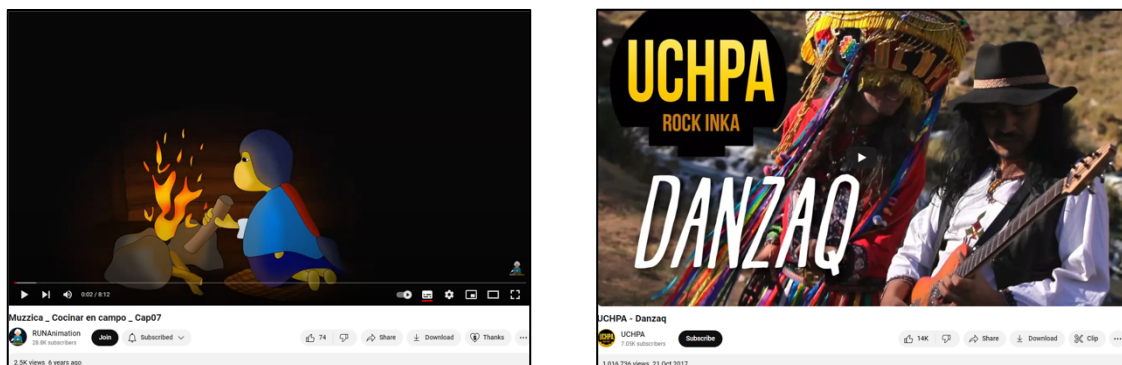 0:02 / 8:12
Muzzica _ Cocinar en campo _ Cap07
RUNAnimation
28.8K subscribers
Join
Subscribed
74
Share
Download
Thanks
2.5K views 6 years ago
UCHPA
ROCK INKA
DANZAQ
UCHPA - Danzaq
UCHPA
7.05K subscribers
Subscribe
14K
Share
Download
Clip
1,016,736 views 21 Oct 2017